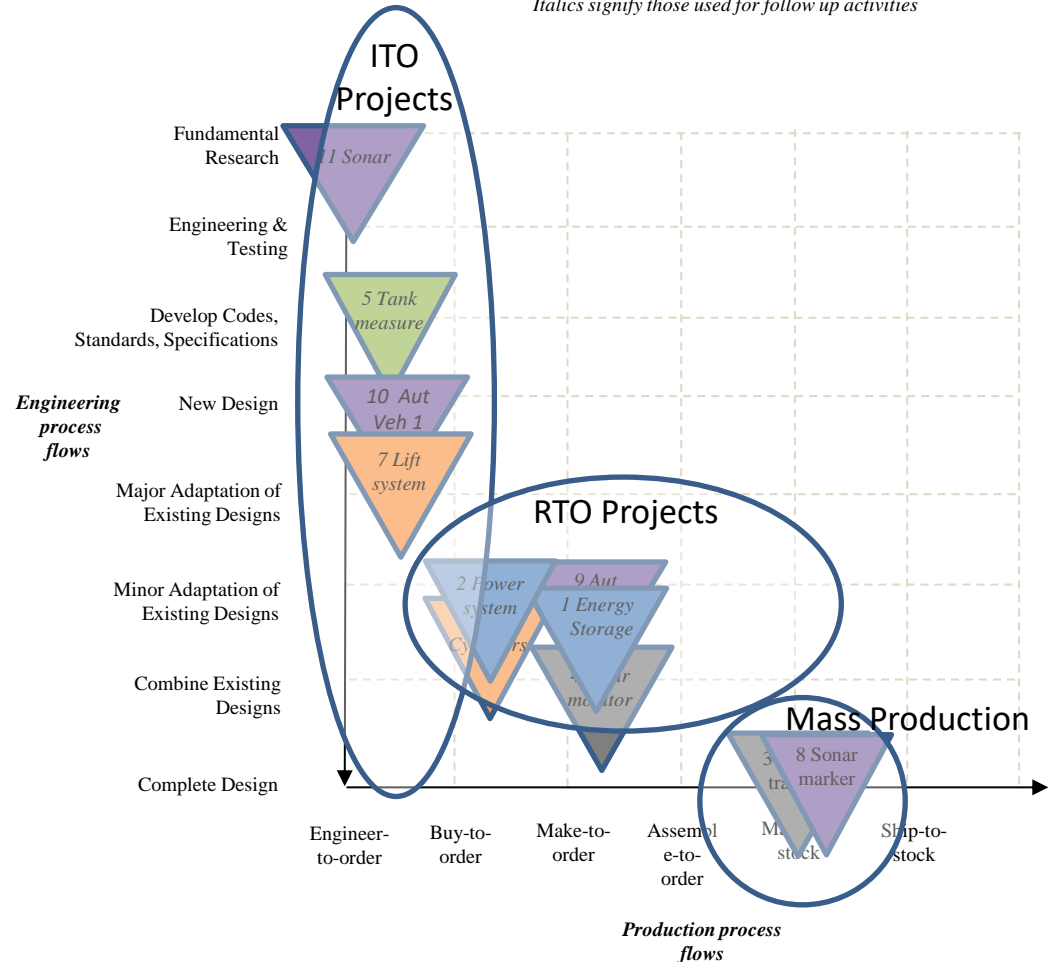 Italics signify those used for follow up activities
ITO
Projects
Fundamental
Research
11 Sonar
Engineering &
Testing
5 Tank
measure
Develop Codes,
Standards, Specifications
Engineering
process
flows
New Design
10 Aut
Veh 1
7 Lift
system
Major Adaptation of
Existing Designs
RTO Projects
Minor Adaptation of
Existing Designs
2 Power
system
9 Aut
1 Energy
Storage
Combine Existing
Designs
Mass Production
3
8 Sonar
marker
Complete Design
Engineer-
to-order
Buy-to-
order
Make-to-
order
Assembl
e-to-
order
stock
Ship-to-
stock
Production process
flows